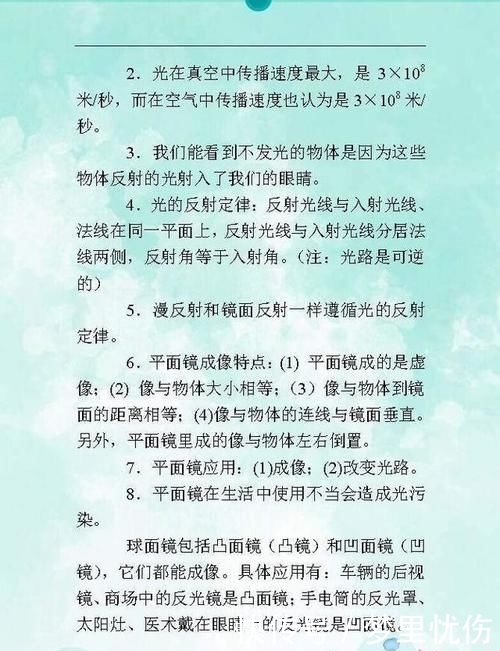 2．光在真空中传播速度最大，是 3×10⁸
米/秒，而在空气中传播速度也认为是 3×10⁸ 米/
秒。
3．我们能看到不发光的物体是因为这些
物体反射的光射入了我们的眼睛。
4．光的反射定律：反射光线与入射光线、
法线在同一平面上，反射光线与入射光线分居法
线两侧，反射角等于入射角。（注：光路是可逆
的）
5．漫反射和镜面反射一样遵循光的反射
定律。
6．平面镜成像特点：(1) 平面镜成的是虚
像；(2) 像与物体大小相等；（3）像与物体到镜
面的距离相等；(4)像与物体的连线与镜面垂直。
另外，平面镜里成的像与物体左右倒置。
7．平面镜应用：(1)成像；(2)改变光路。
8．平面镜在生活中使用不当会造成光污
染。
球面镜包括凸面镜（凸镜）和凹面镜（凹
镜），它们都能成像。具体应用有：车辆的后视
镜、商场中的反光镜是凸面镜；手电筒的反光罩、
太阳灶、医术戴在眼睛上的反光镜是凹面镜。
梦里忧伤